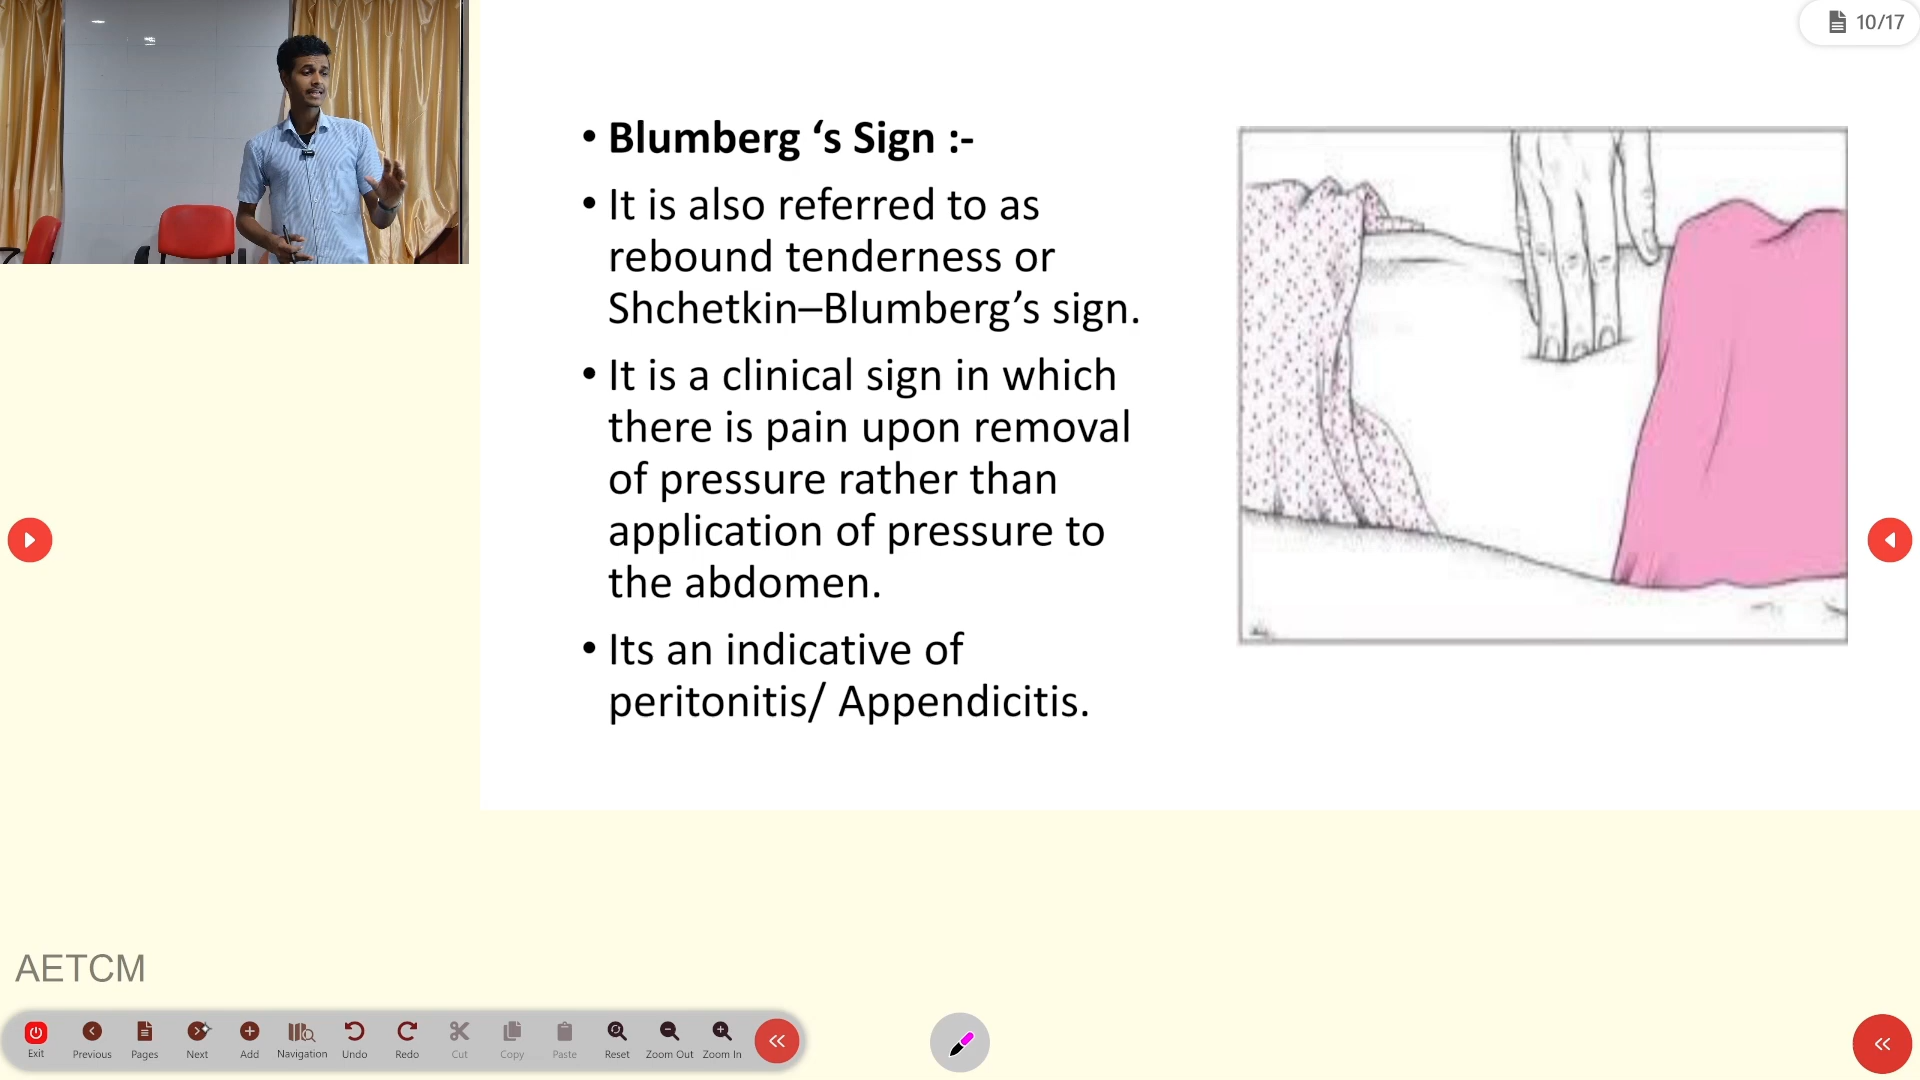 10/17
• Blumberg ‘s Sign :-
• It is also referred to as
rebound tenderness or
Shchetkin–Blumberg’s sign.
• It is a clinical sign in which
there is pain upon removal
of pressure rather than
application of pressure to
the abdomen.
• Its an indicative of
peritonitis/ Appendicitis.
AETCM
Exit Previous Pages Next Add Navigation Undo Redo Cut Copy Paste Reset Zoom Out Zoom In